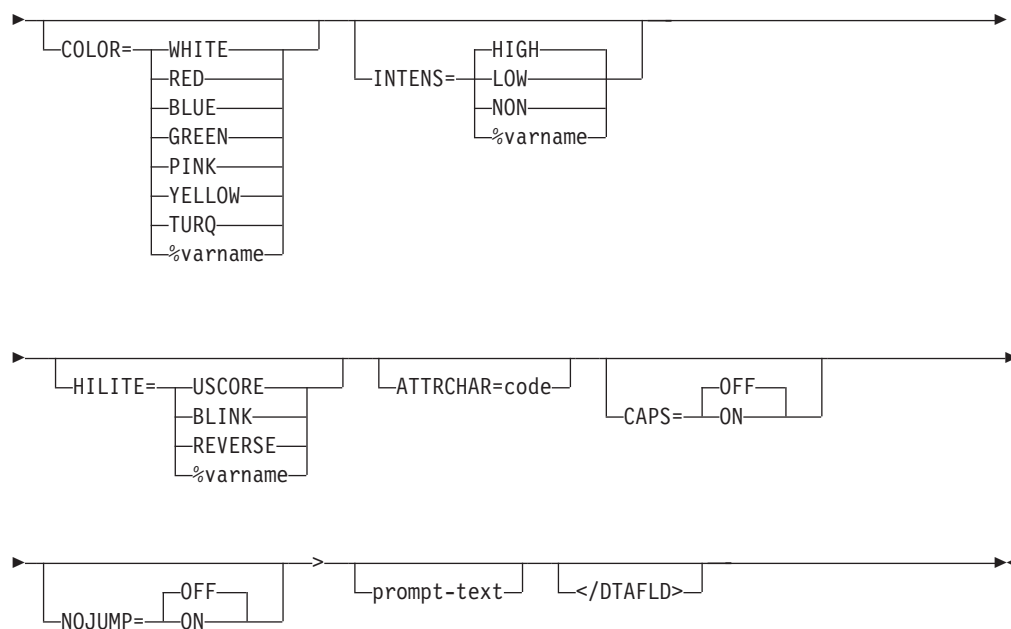 COLOR= WHITE
RED
BLUE
GREEN
PINK
YELLOW
TURQ
%varname
INTENS= HIGH
LOW
NON
%varname
HILITE= USCORE
BLINK
REVERSE
%varname
ATTRCHAR=code
CAPS= OFF
ON
NOJUMP= OFF
ON
>
prompt-text
</DTAFLD>